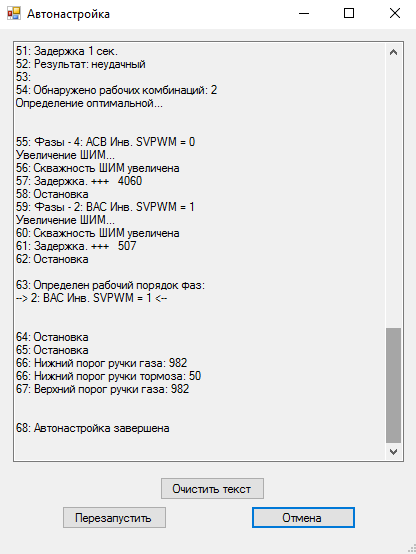 Автонастройка
51: Задержка 1 сек.
52: Результат: неудачный
53:
54: Обнаружено рабочих комбинаций: 2
Определение оптимальной...
55: Фазы - 4: ACB Инв. SVPWM = 0
Увеличение ШИМ...
56: Скважность ШИМ увеличена
57: Задержка. +++ 4060
58: Остановка
59: Фазы - 2: BAC Инв. SVPWM = 1
Увеличение ШИМ...
60: Скважность ШИМ увеличена
61: Задержка. +++ 507
62: Остановка
63: Определен рабочий порядок фаз:
--> 2: BAC Инв. SVPWM = 1 <--
64: Остановка
65: Остановка
66: Нижний порог ручки газа: 982
66: Нижний порог ручки тормоза: 50
67: Верхний порог ручки газа: 982
68: Автонастройка завершена
Очистить текст
Перезапустить
Отмена